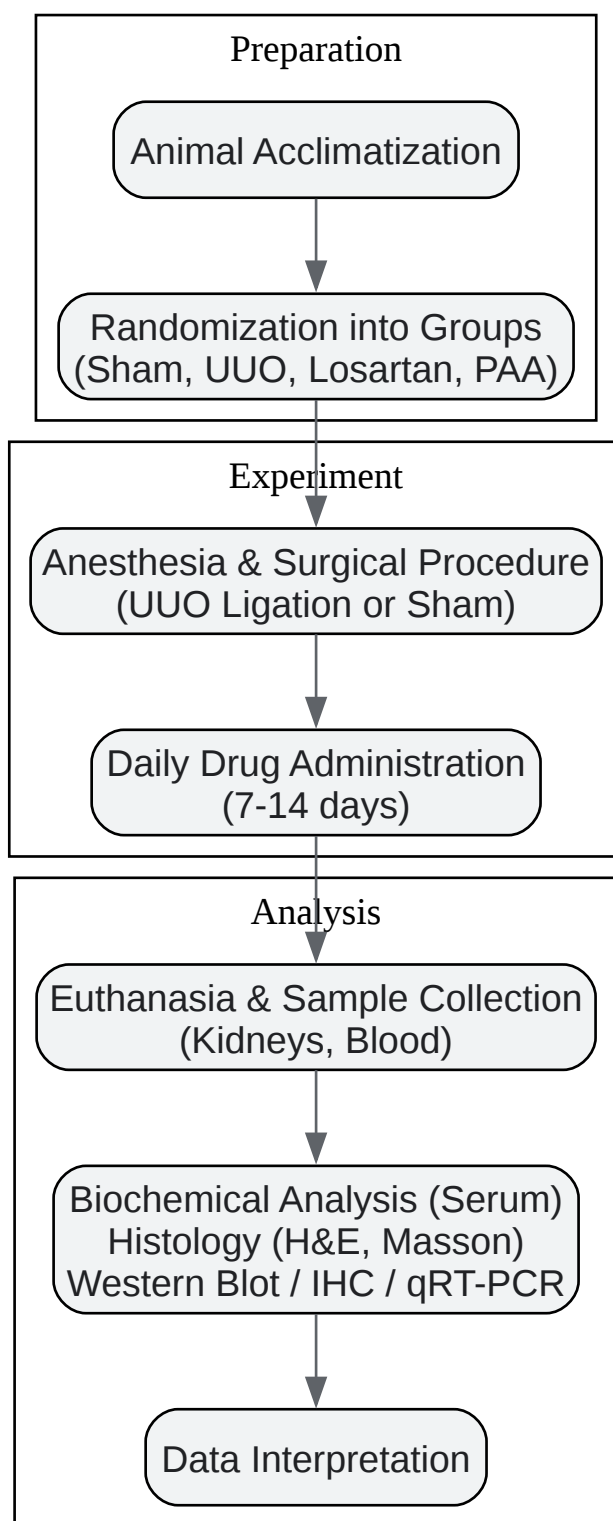 Preparation
Animal Acclimatization
Randomization into Groups
(Sham, UUO, Losartan, PAA)
Experiment
Anesthesia & Surgical Procedure
(UUO Ligation or Sham)
Daily Drug Administration
(7-14 days)
Analysis
Euthanasia & Sample Collection
(Kidneys, Blood)
Biochemical Analysis (Serum)
Histology (H&E, Masson)
Western Blot / IHC / qRT-PCR
Data Interpretation